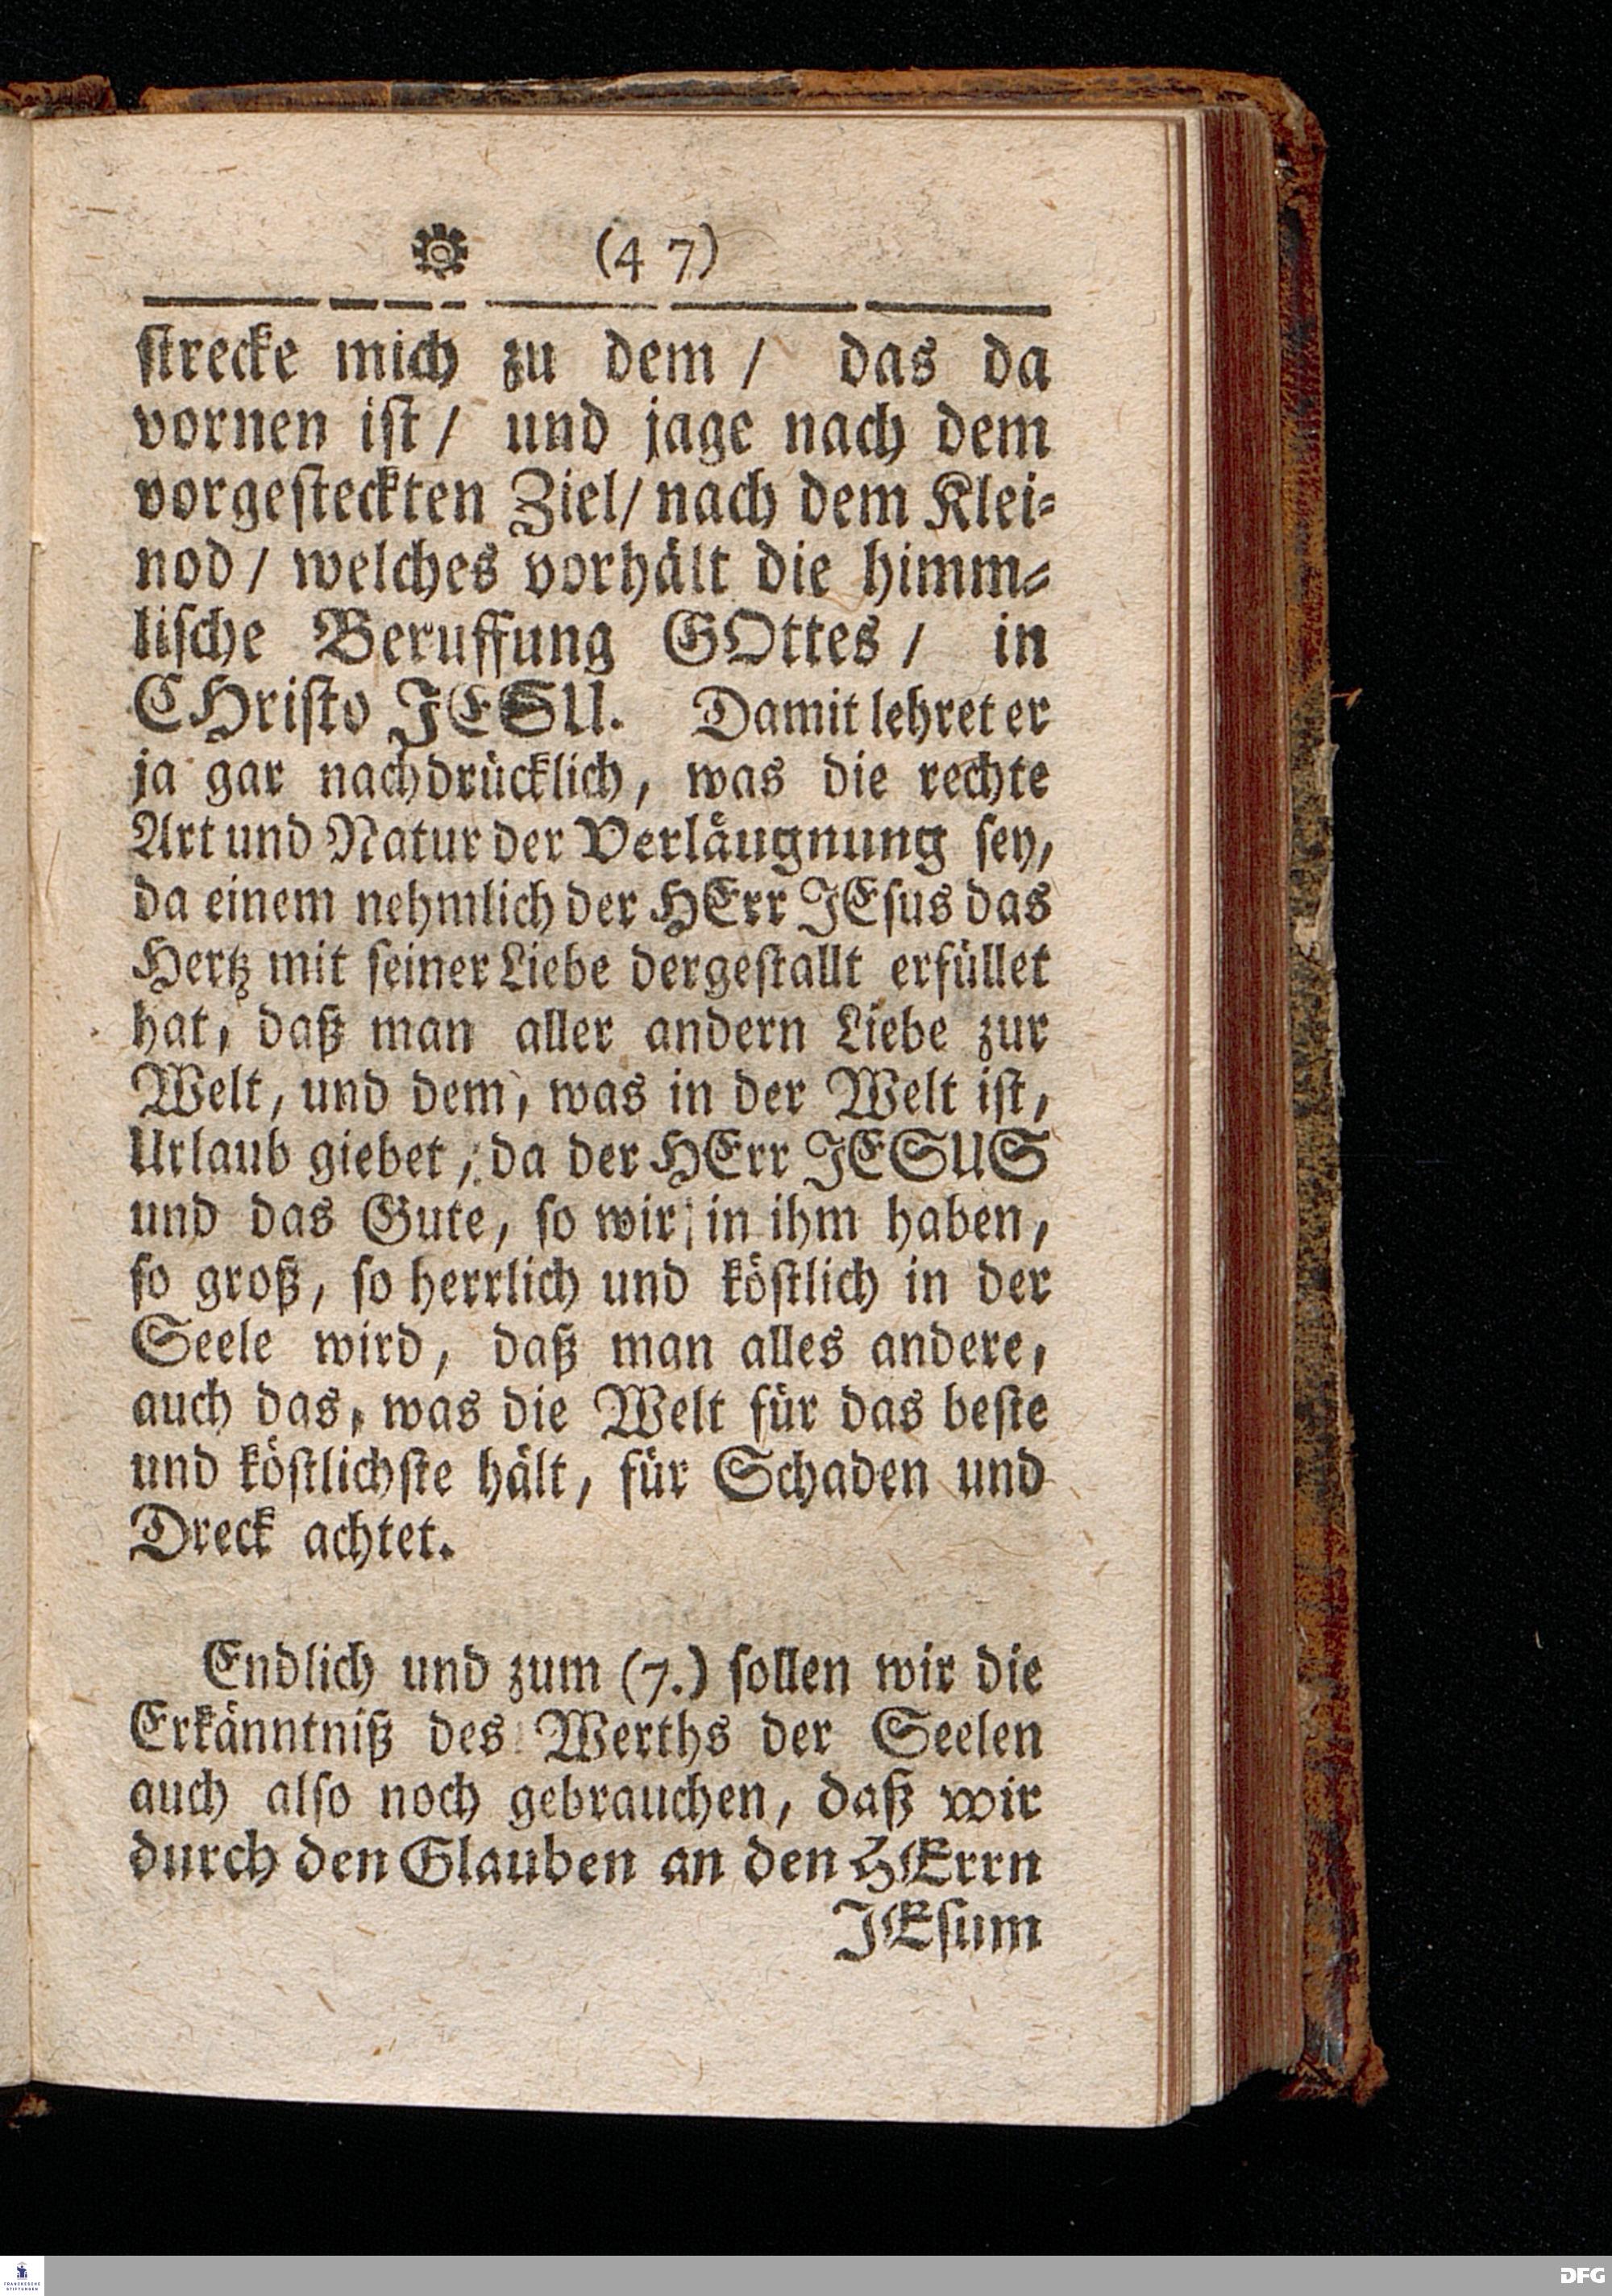 (47)
ſtrecke mich zu dem / das da
vornen iſt / und jage nach dem
vorgeſteckten Ziel / nach dem Klei-
nod / welches vorhält die himm-
liſche Beruffung GOttes / in
CHriſto JESU. Damit lehret er
ja gar nachdrücklich, was die rechte
Art und Natur der Verläugnung ſey,
da einem nehmlich der HErr JEſus das
Hertz mit ſeiner Liebe dergeſtallt erfüllet
hat, daß man aller andern Liebe zur
Welt, und dem, was in der Welt iſt,
Urlaub giebet, da der HErr JESUS
und das Gute, ſo wir in ihm haben,
ſo groß, ſo herrlich und köſtlich in der
Seele wird, daß man alles andere,
auch das, was die Welt für das beſte
und köſtlichſte hält, für Schaden und
Dreck achtet.
Endlich und zum (7.) ſollen wir die
Erkänntniß des Werths der Seelen
auch alſo noch gebrauchen, daß wir
durch den Glauben an den HErrn
JEſum
FRANCKESCHE
STIFTUNGEN
DFG